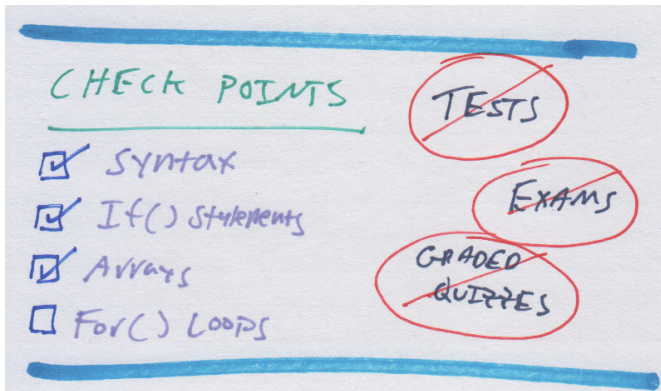 CHECK POINTS
Syntax
If() Statements
Arrays
For() Loops
TESTS
EXAMS
GRADED
QUIZZES